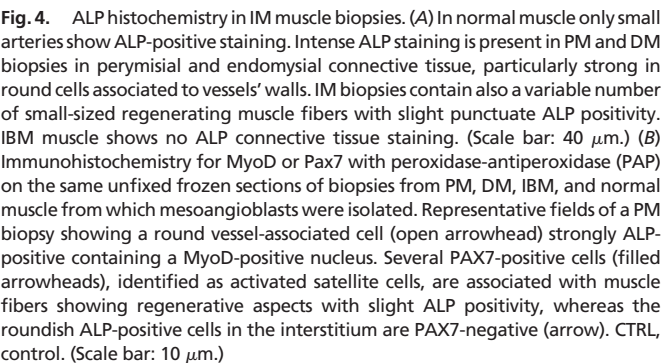 Fig. 4. ALP histochemistry in IM muscle biopsies. (A) In normal muscle only small
arteries show ALP-positive staining. Intense ALP staining is present in PM and DM
biopsies in perymisial and endomysial connective tissue, particularly strong in
round cells associated to vessels' walls. IM biopsies contain also a variable number
of small-sized regenerating muscle fibers with slight punctuate ALP positivity.
IBM muscle shows no ALP connective tissue staining. (Scale bar: 40 μm.) (B)
Immunohistochemistry for MyoD or Pax7 with peroxidase-antiperoxidase (PAP)
on the same unfixed frozen sections of biopsies from PM, DM, IBM, and normal
muscle from which mesoangioblasts were isolated. Representative fields of a PM
biopsy showing a round vessel-associated cell (open arrowhead) strongly ALP-
positive containing a MyoD-positive nucleus. Several PAX7-positive cells (filled
arrowheads), identified as activated satellite cells, are associated with muscle
fibers showing regenerative aspects with slight ALP positivity, whereas the
roundish ALP-positive cells in the interstitium are PAX7-negative (arrow). CTRL,
control. (Scale bar: 10 μm.)